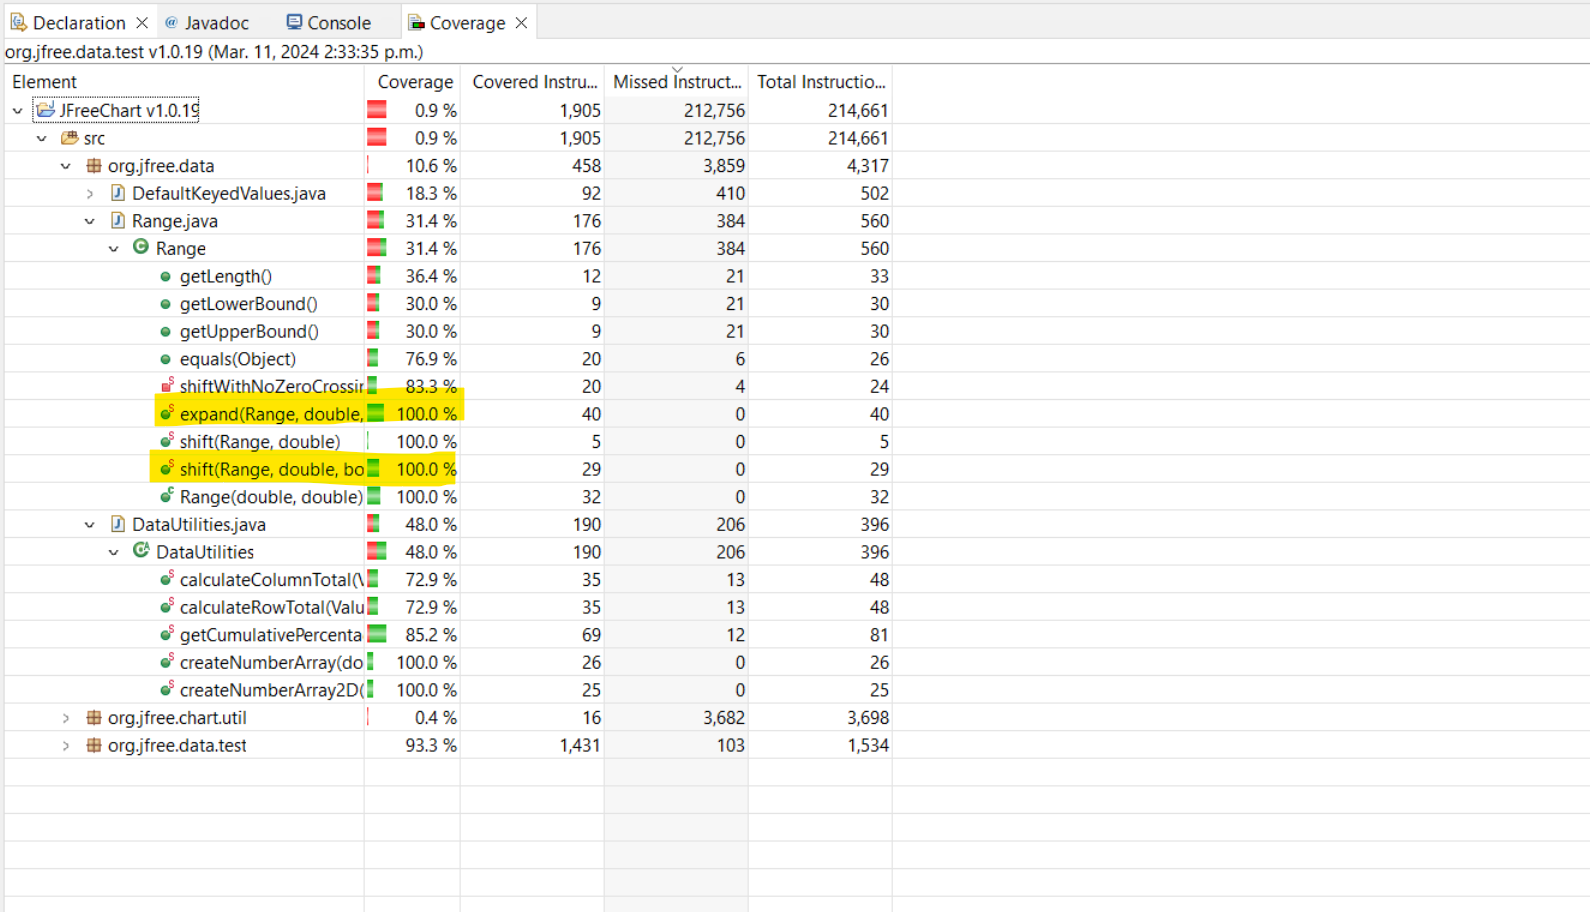 Declaration Javadoc Console Coverage
org.jfree.data.test v1.0.19 (Mar. 11, 2024 2:33:35 p.m.)
Element Coverage Covered Instru... Missed Instruct... Total Instructio...
JFreeChart v1.0.19 0.9 % 1,905 212,756 214,661
src 0.9 % 1,905 212,756 214,661
org.jfree.data 10.6 % 458 3,859 4,317
DefaultKeyedValues.java 18.3 % 92 410 502
Range.java 31.4 % 176 384 560
Range 31.4 % 176 384 560
getLength() 36.4 % 12 21 33
getLowerBound() 30.0 % 9 21 30
getUpperBound() 30.0 % 9 21 30
equals(Object) 76.9 % 20 6 26
shiftWithNoZeroCrossin 83.3 % 20 4 24
expand(Range, double, 100.0 % 40 0 40
shift(Range, double) 100.0 % 5 0 5
shift(Range, double, bo 100.0 % 29 0 29
Range(double, double) 100.0 % 32 0 32
DataUtilities.java 48.0 % 190 206 396
DataUtilities 48.0 % 190 206 396
calculateColumnTotal(V 72.9 % 35 13 48
calculateRowTotal(Valu 72.9 % 35 13 48
getCumulativePercenta 85.2 % 69 12 81
createNumberArray(do 100.0 % 26 0 26
createNumberArray2D( 100.0 % 25 0 25
org.jfree.chart.util 0.4 % 16 3,682 3,698
org.jfree.data.test 93.3 % 1,431 103 1,534